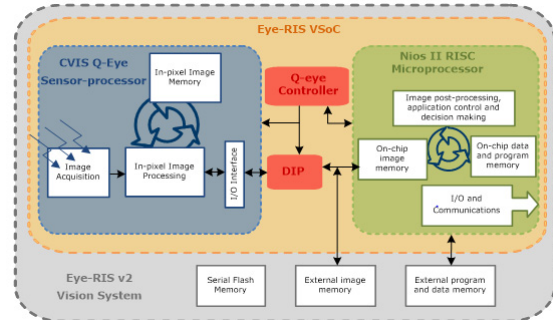 Eye-RIS VSoC
CVIS Q-Eye
Sensor-processor
In-pixel Image
Memory
Image
Acquisition
In-pixel Image
Processing
I/O Interface
Q-eye
Controller
DIP
Nios II RISC
Microprocessor
Image post-processing,
application control and
decision making
On-chip
image
memory
On-chip data
and program
memory
I/O and
Communications
Eye-RIS v2
Vision System
Serial Flash
Memory
External image
memory
External program
and data memory